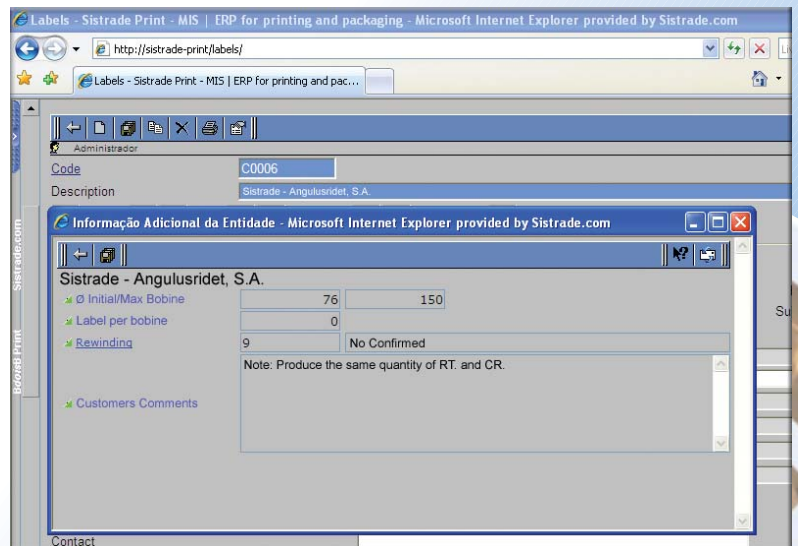 Labels - Sistrade Print - MIS | ERP for printing and packaging - Microsoft Internet Explorer provided by Sistrade.com
http://sistrade-print/labels/
Labels - Sistrade Print - MIS | ERP for printing and pac...
Administrador
Code C0006
Description Sistrade - Angulusridet, S.A.
Informação Adicional da Entidade - Microsoft Internet Explorer provided by Sistrade.com
Sistrade - Angulusridet, S.A.
Ø Initial/Max Bobine 76 150
Label per bobine 0
Rewinding 9 No Confirmed
Note: Produce the same quantity of RT. and CR.
Customers Comments
Su
Sistrade.com
Print
Contact